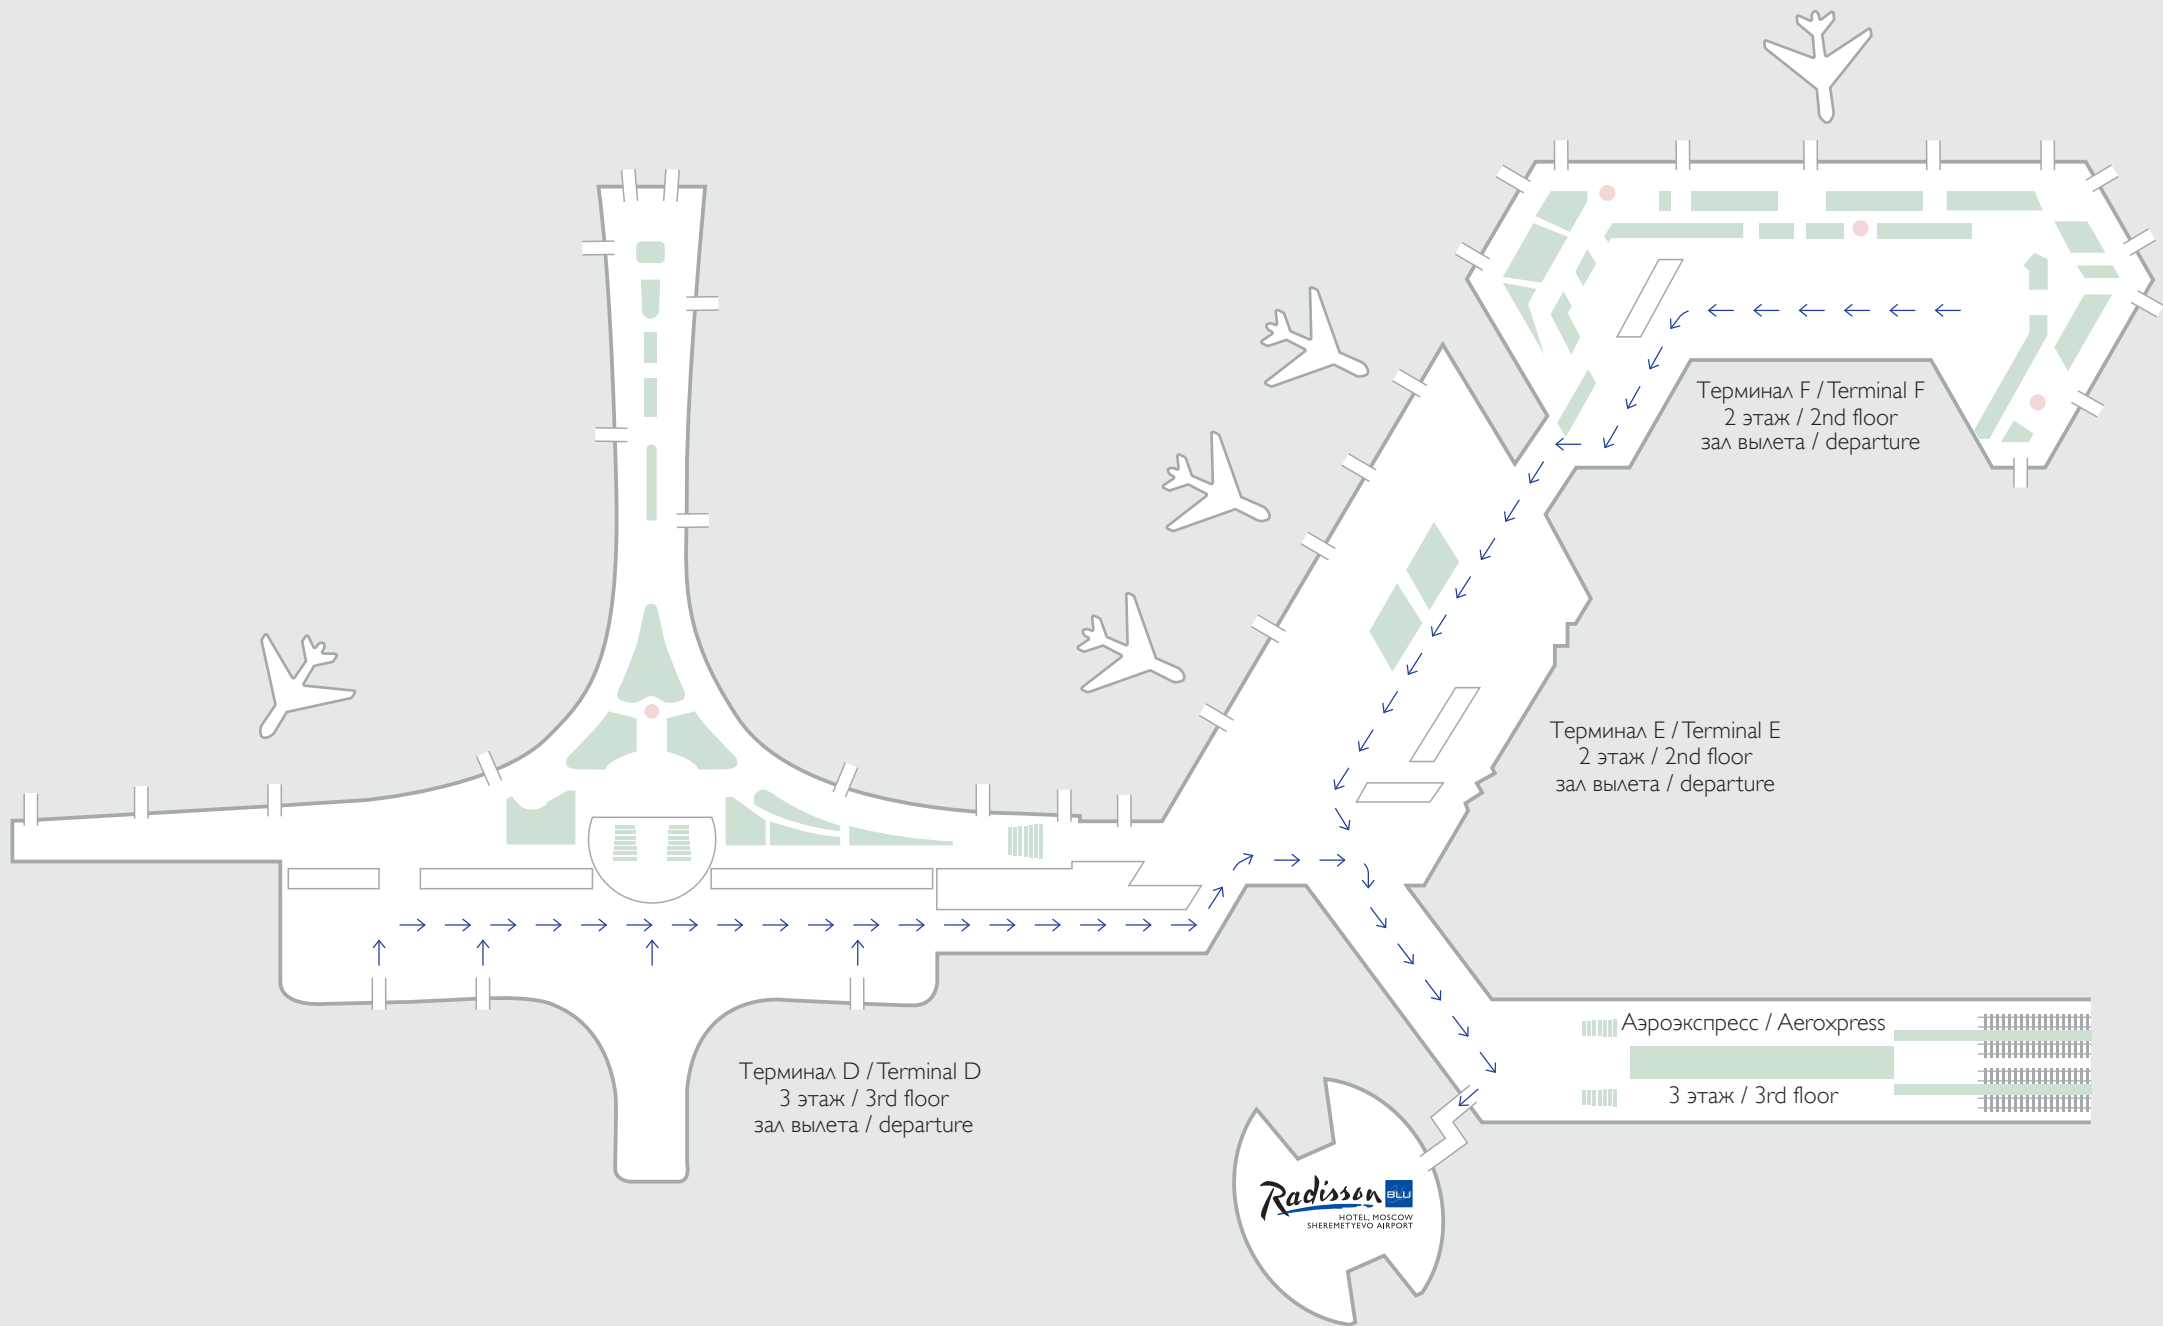 Терминал F / Terminal F
2 этаж / 2nd floor
зал вылета / departure
Терминал E / Terminal E
2 этаж / 2nd floor
зал вылета / departure
Аэроэкспресс / Aeroxpress
3 этаж / 3rd floor
Терминал D / Terminal D
3 этаж / 3rd floor
зал вылета / departure
Radisson BLU
HOTEL, MOSCOW
SHEREMETYEVO AIRPORT